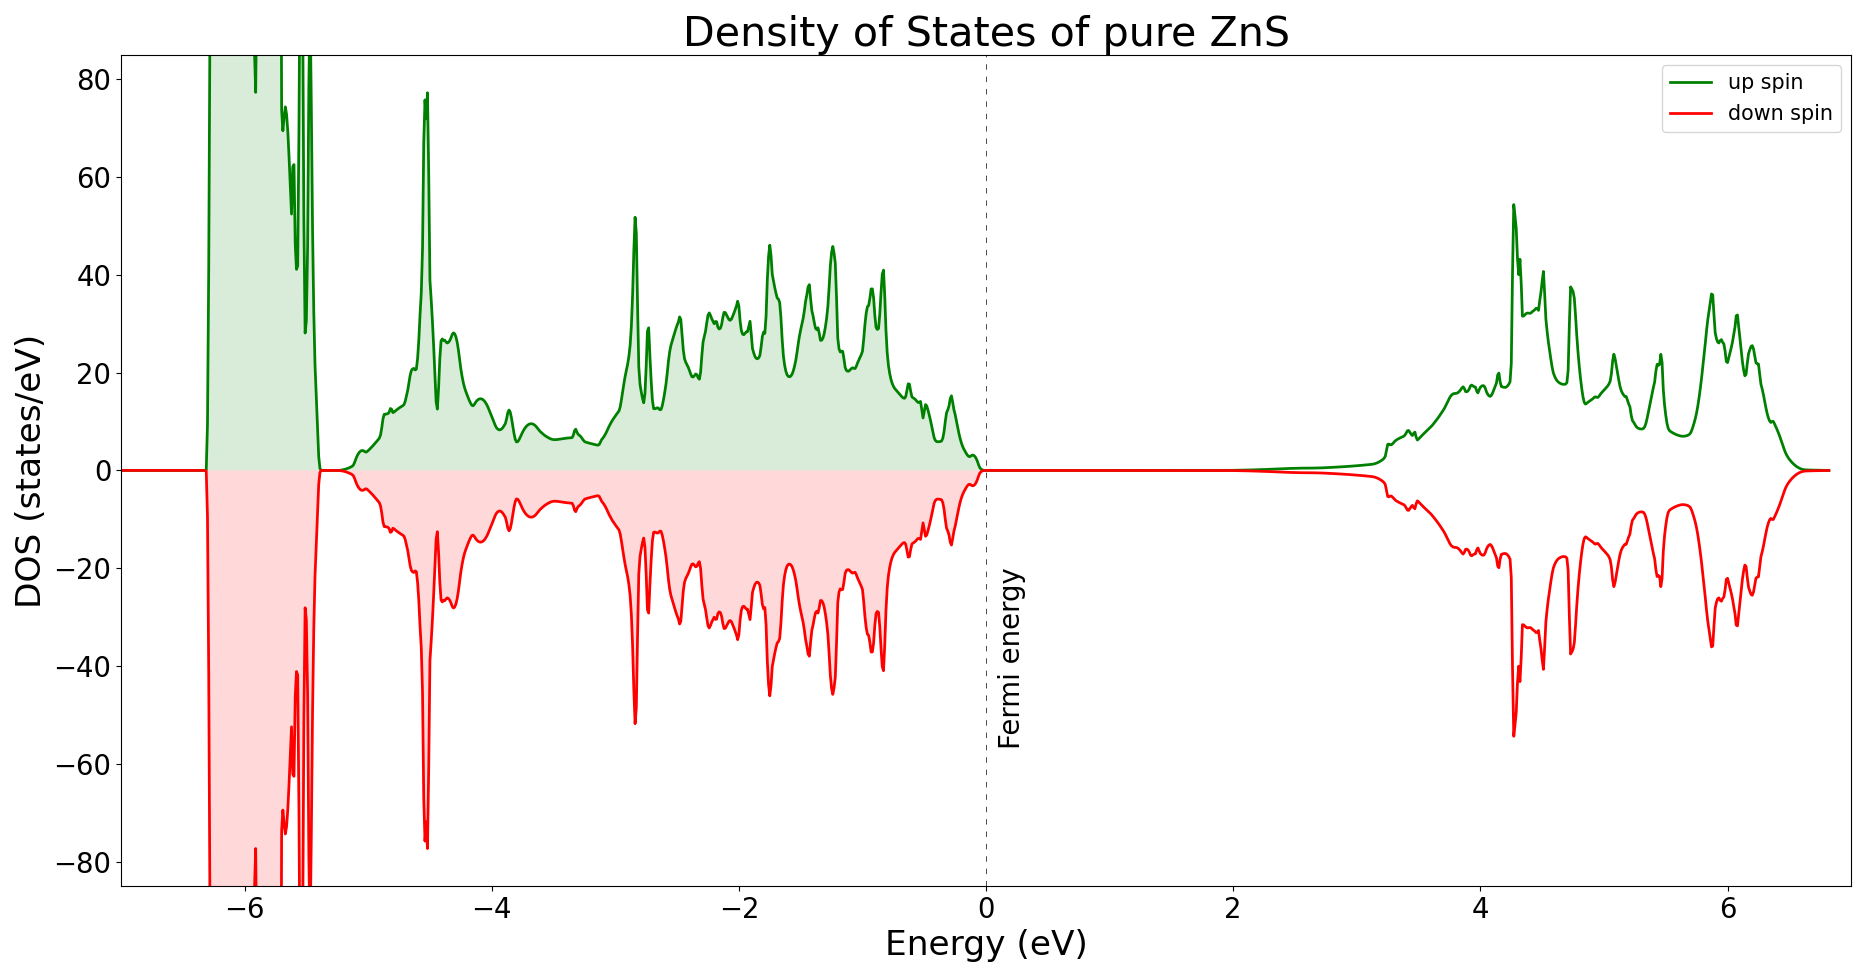 Density of States of pure ZnS
up spin
down spin
80
60
40
20
0
−20
−40
−60
−80
DOS (states/eV)
Fermi energy
−6
−4
−2
0
2
4
6
Energy (eV)